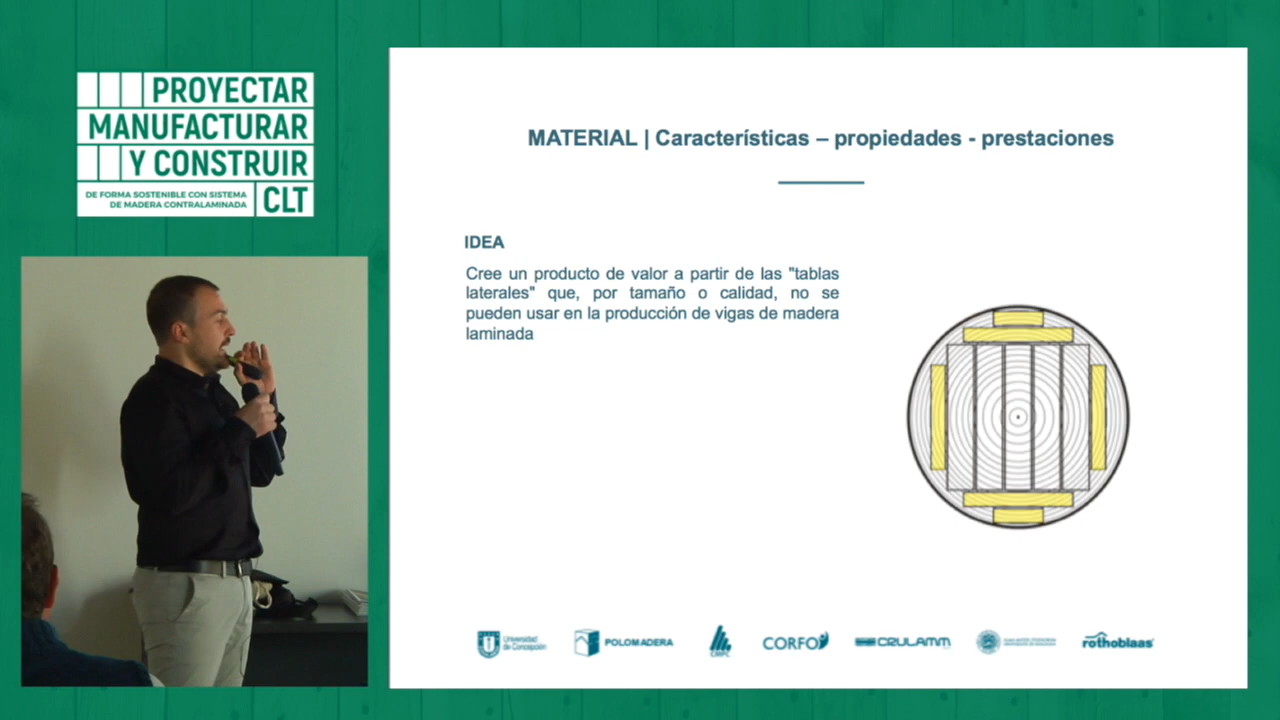 PROYECTAR
MANUFACTURAR
Y CONSTRUIR
DE FORMA SOSTENIBLE CON SISTEMA
DE MADERA CONTRALAMINADA
CLT
MATERIAL | Características – propiedades - prestaciones
IDEA
Cree un producto de valor a partir de las "tablas
laterales" que, por tamaño o calidad, no se
pueden usar en la producción de vigas de madera
laminada
Universidad
de Concepción
POLOMADERA
CMPC
CORFO
CRULAMM
rothoblaas